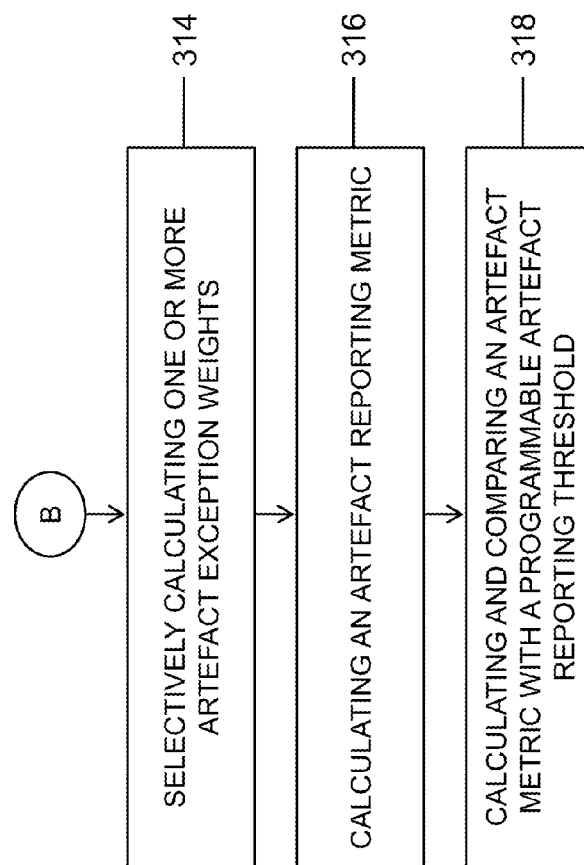 B
SELECTIVELY CALCULATING ONE OR MORE
ARTEFACT EXCEPTION WEIGHTS
314
CALCULATING AN ARTEFACT REPORTING METRIC
316
CALCULATING AND COMPARING AN ARTEFACT
METRIC WITH A PROGRAMMABLE ARTEFACT
REPORTING THRESHOLD
318